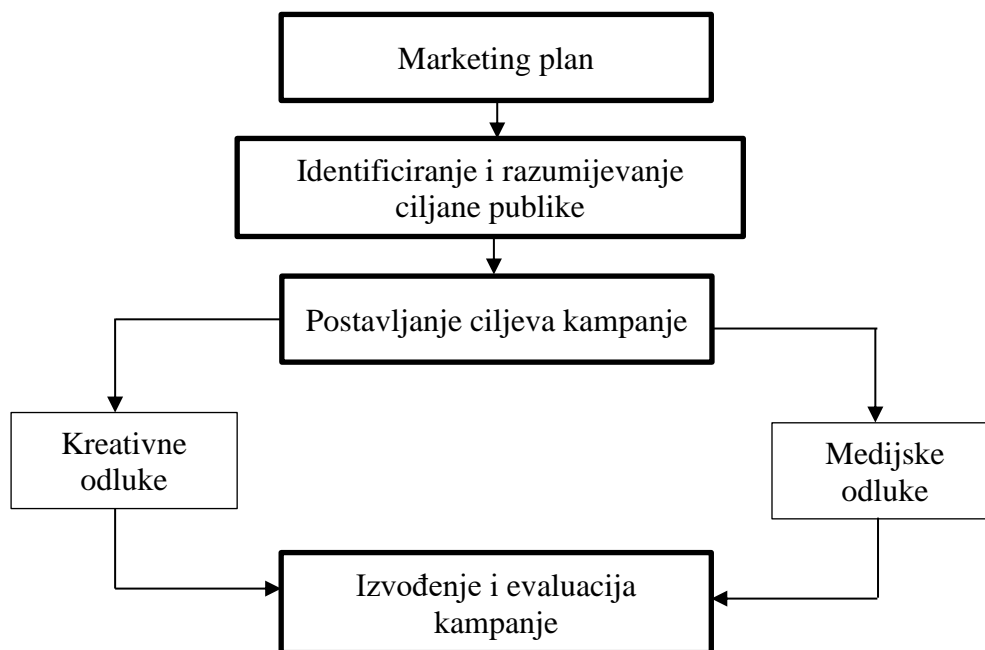 Marketing plan
Identificiranje i razumijevanje
ciljane publike
Postavljanje ciljeva kampanje
Kreativne
odluke
Medijske
odluke
Izvođenje i evaluacija
kampanje